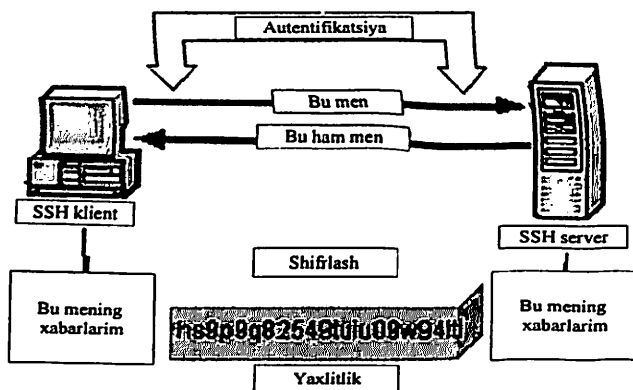 Autentifikatsiya
Bu men
Bu ham men
SSH klient
SSH server
Shifrlash
Bu mening
xabarlarim
Bu mening
xabarlarim
Yaxlitlik